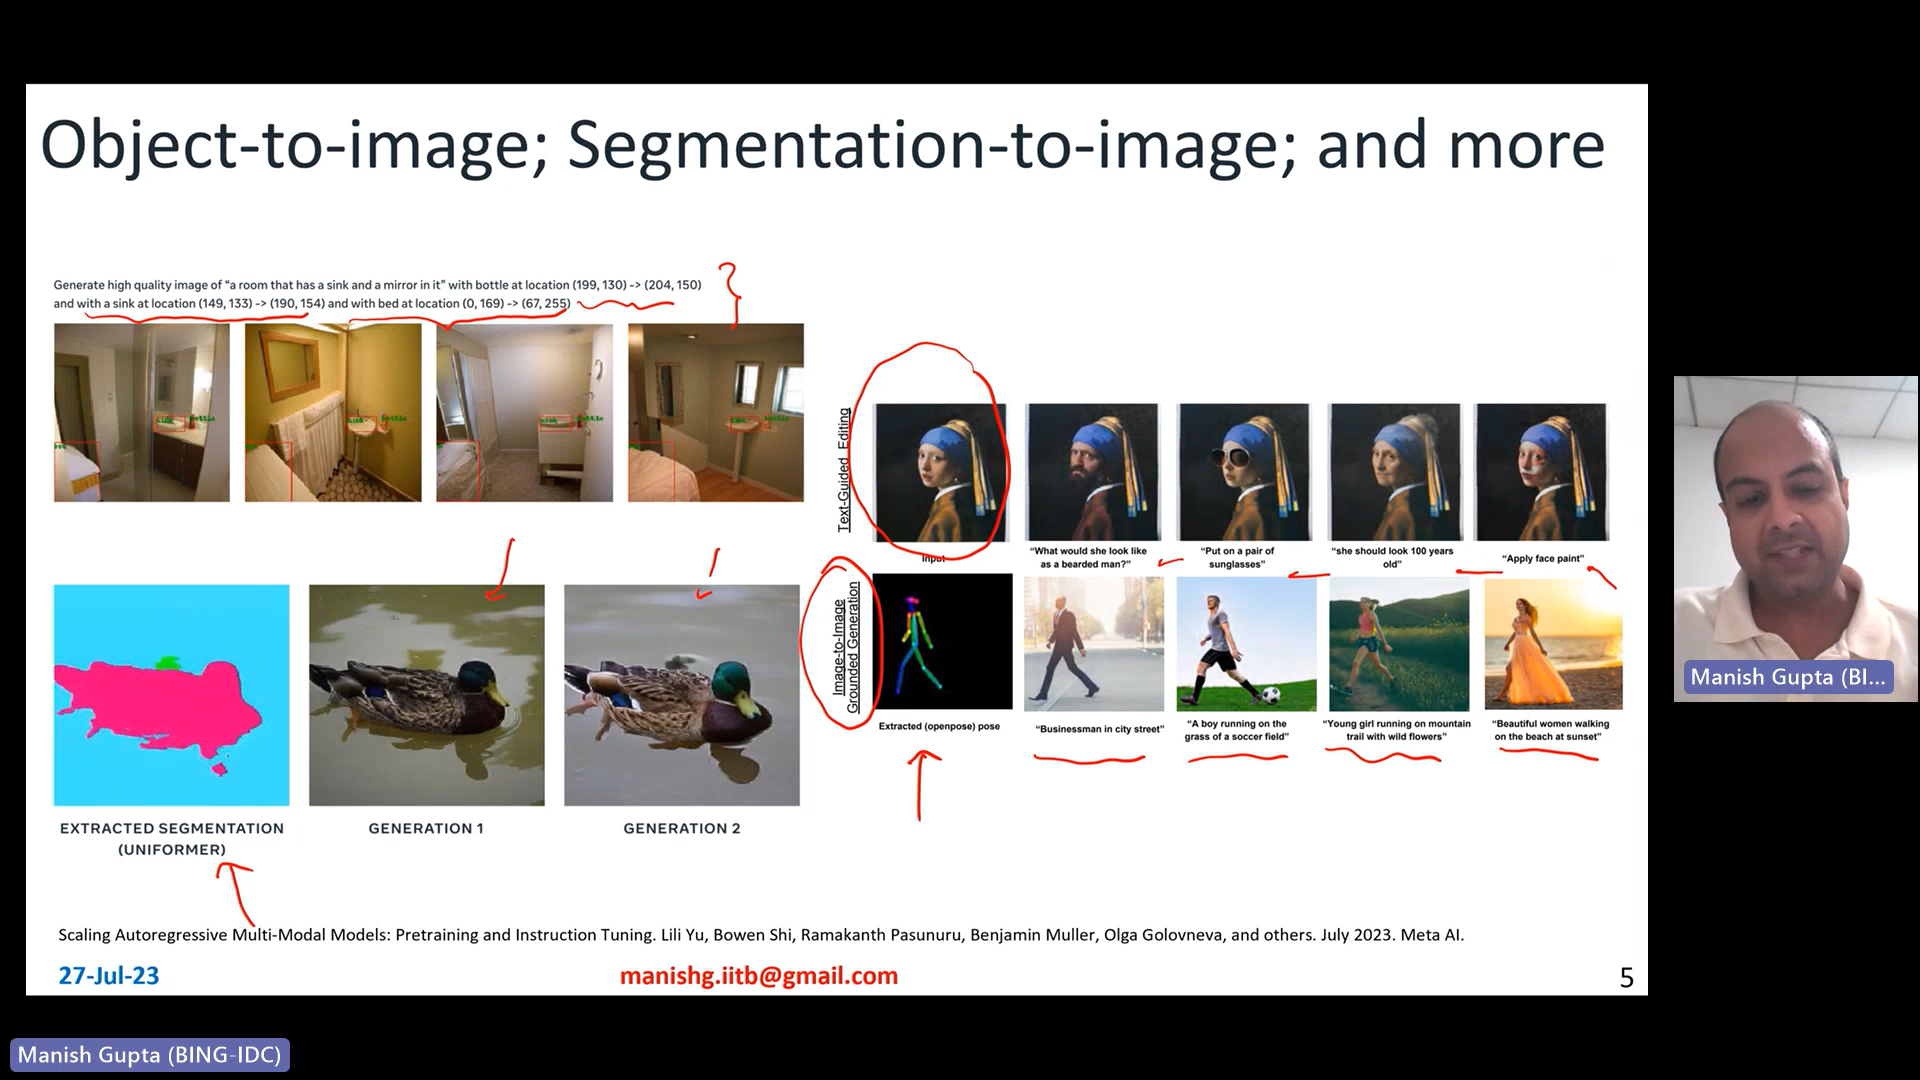 Object-to-image; Segmentation-to-image; and more
Generate high quality image of “a room that has a sink and a mirror in it” with bottle at location (199, 130) -> (204, 150)
and with a sink at location (149, 133) -> (190, 154) and with bed at location (0, 169) -> (67, 255)
sink
bottle
sink
sink
EXTRACTED SEGMENTATION
(UNIFORMER)
GENERATION 1
GENERATION 2
Text-Guided Editing
Input
“What would she look like
as a bearded man?”
“Put on a pair of
sunglasses”
“she should look 100 years
old”
“Apply face paint”
Image-to-Image
Grounded Generation
Extracted (openpose) pose
“Businessman in city street”
“A boy running on the
grass of a soccer field”
“Young girl running on mountain
trail with wild flowers”
“Beautiful women walking
on the beach at sunset”
Scaling Autoregressive Multi-Modal Models: Pretraining and Instruction Tuning. Lili Yu, Bowen Shi, Ramakanth Pasunuru, Benjamin Muller, Olga Golovneva, and others. July 2023. Meta AI.
27-Jul-23
manishg.iitb@gmail.com
5
Manish Gupta (BI...
Manish Gupta (BING-IDC)